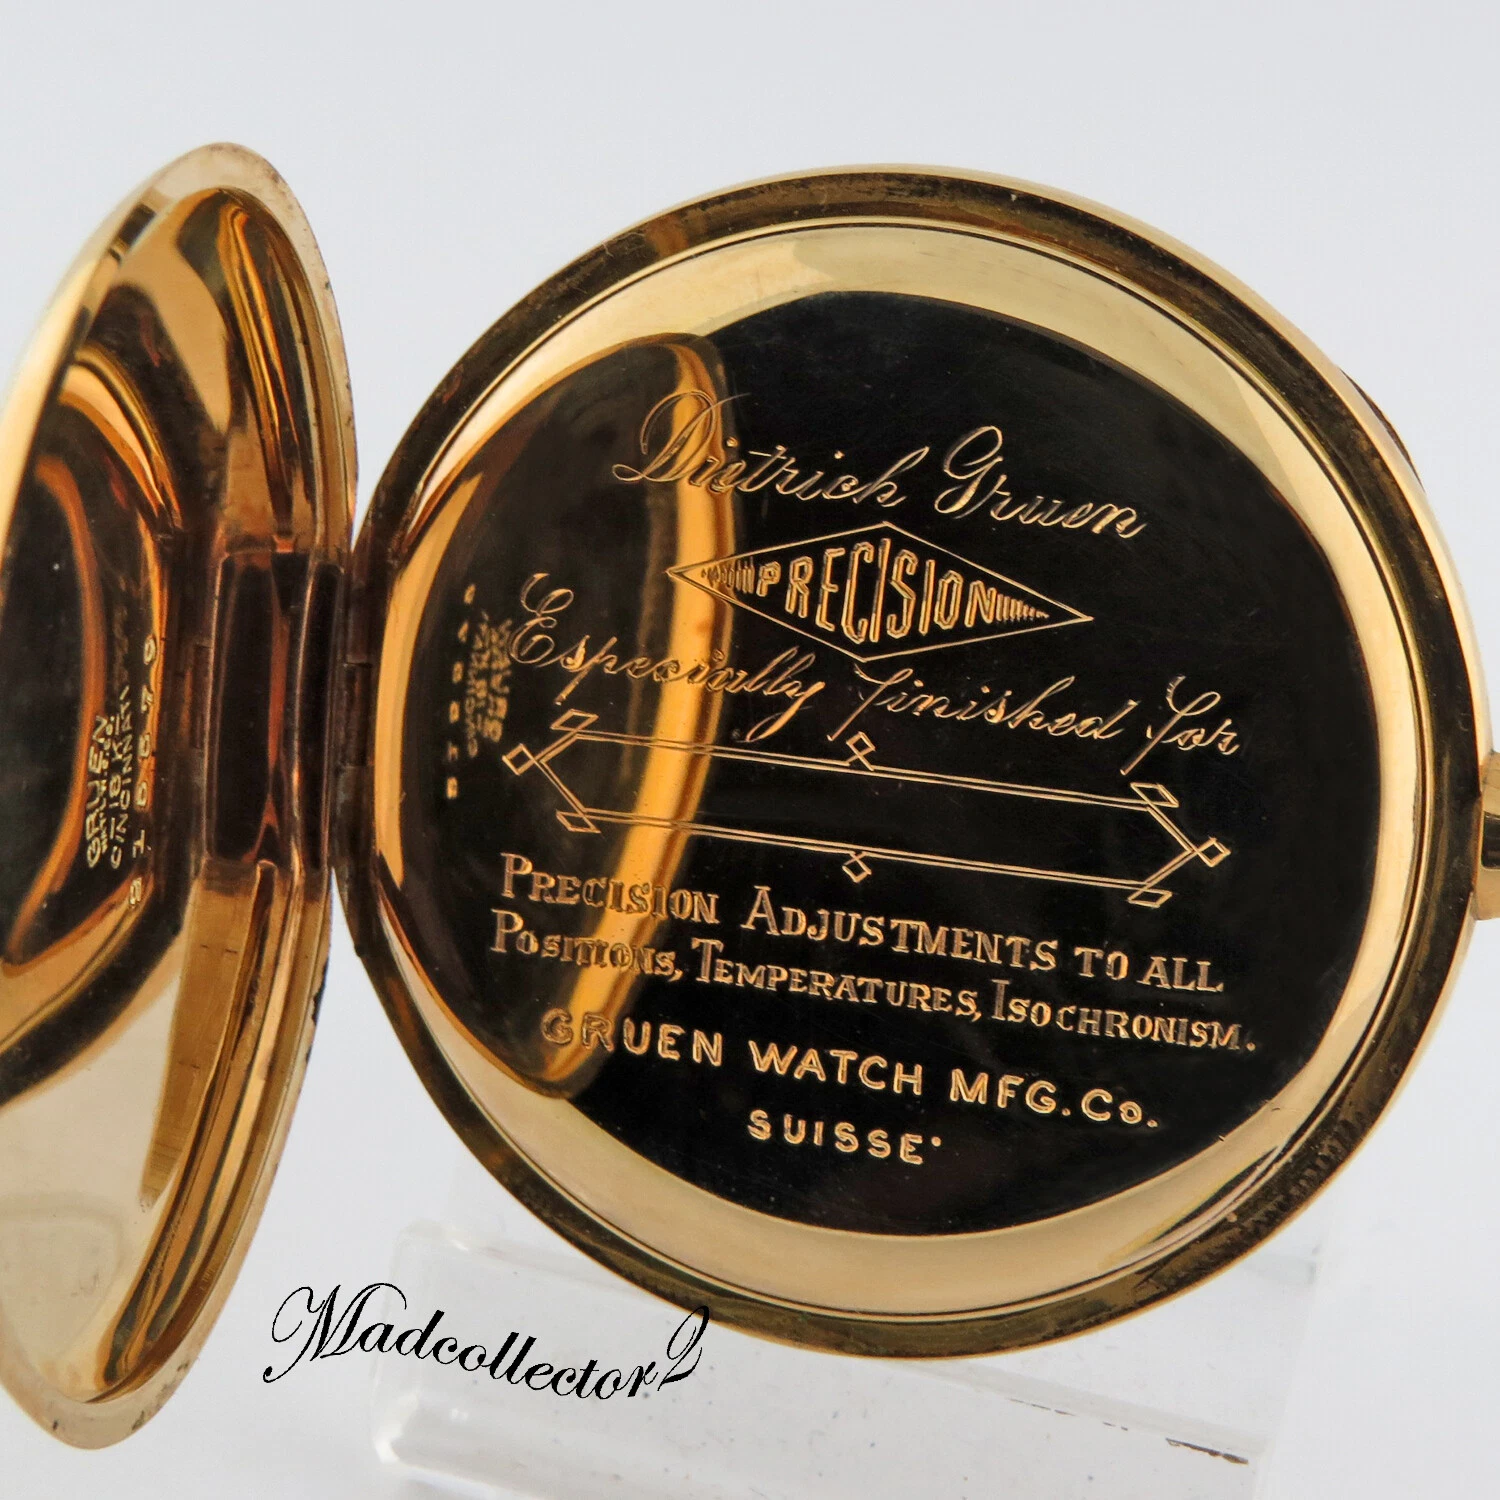 Dietrich Gruen
PRECISION
Especially finished for
PRECISION ADJUSTMENTS TO ALL
POSITIONS, TEMPERATURES, ISOCHRONISM.
GRUEN WATCH MFG. Co.
SUISSE
GRUEN
CINCINNATI
Madcollector2